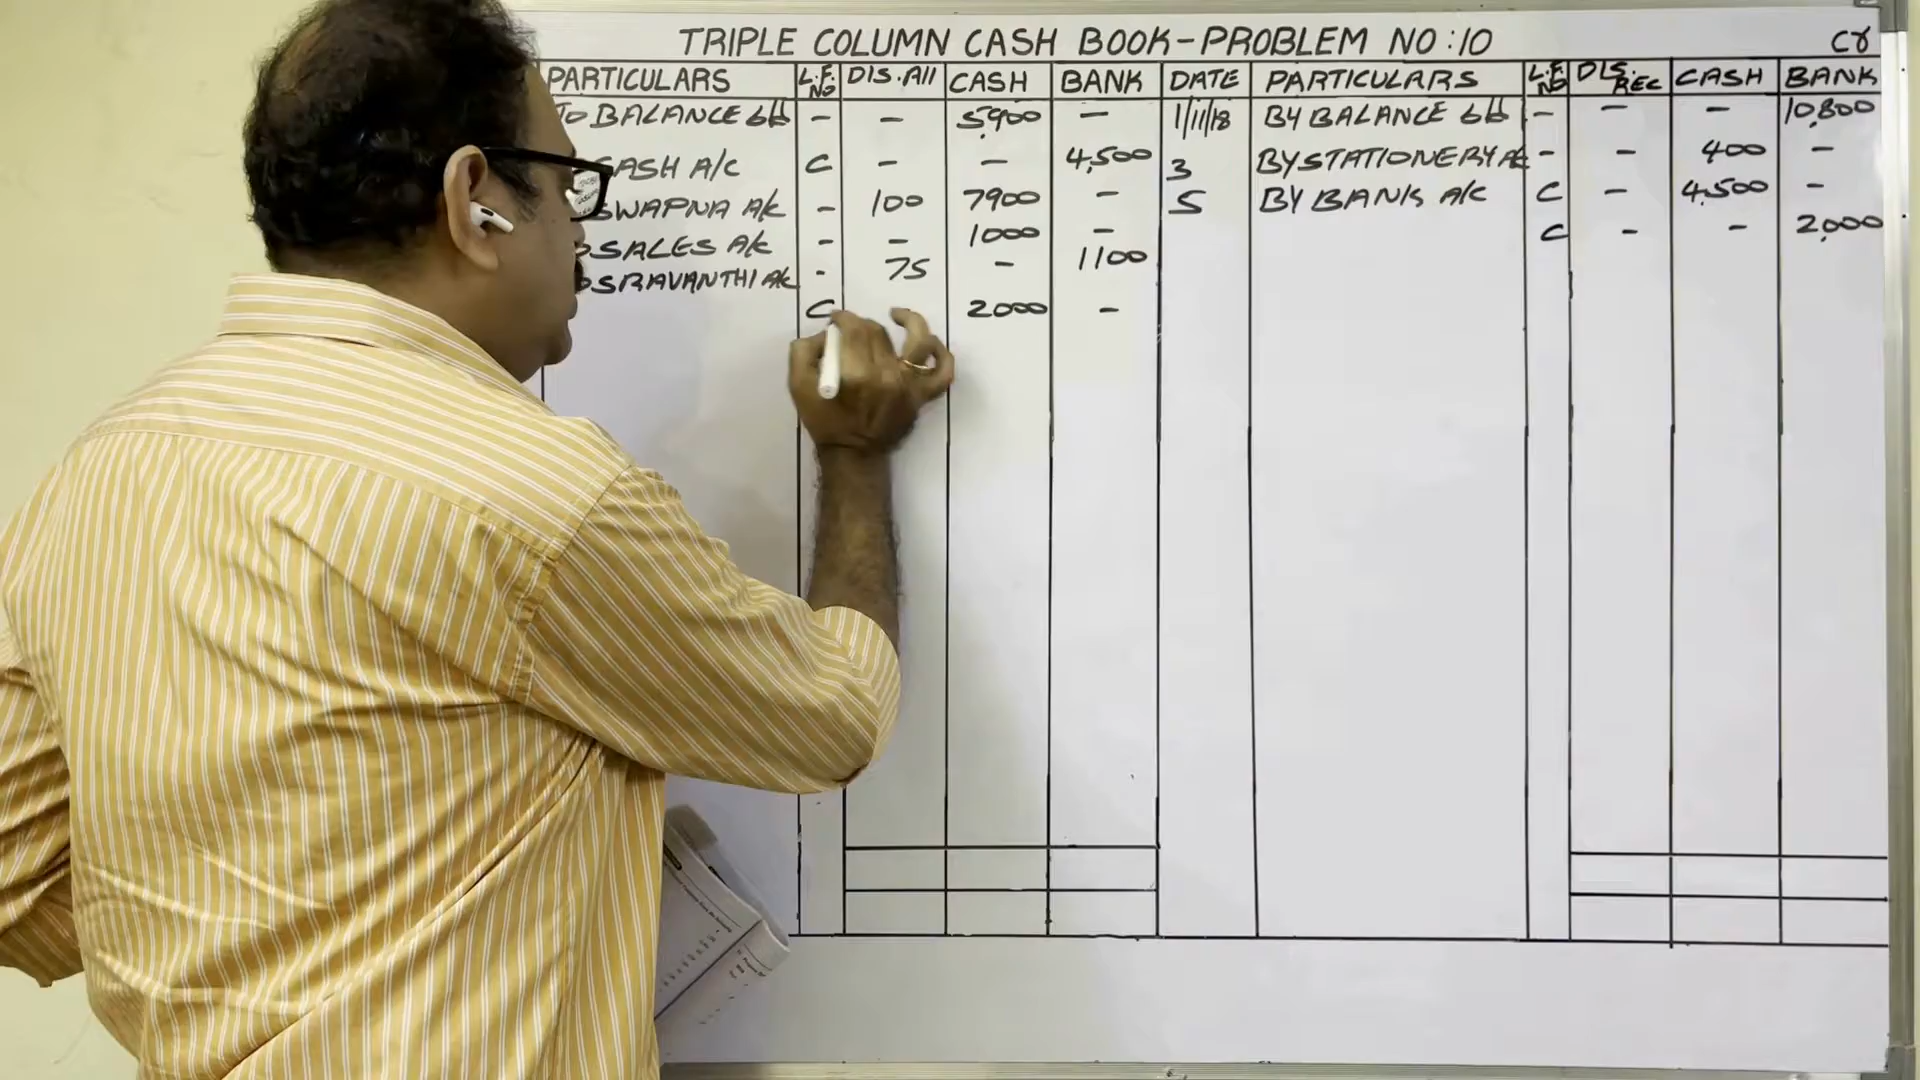 TRIPLE COLUMN CASH BOOK-PROBLEM NO:10 Cr
PARTICULARS L.F. NO DIS.All CASH BANK DATE PARTICULARS L.F. NO DIS. REC CASH BANK
TO BALANCE b/d - - 5,900 - 1/11/18 BY BALANCE b/d - - - 10,800
CASH A/C C - - 4,500 3 BY STATIONERY A/c - - 400 -
SWAPNA A/c - 100 7900 - 5 BY BANK A/C C - 4,500 -
SALES A/c - - 1000 - C - - 2,000
SRAVANTHI A/c - 75 - 1100
C 2000 -